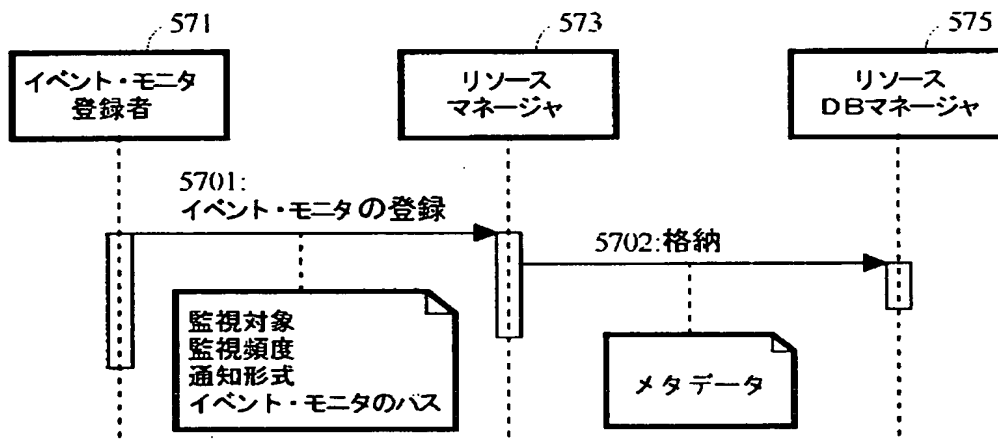 571
573
575
イベント・モニタ
登録者
リソース
マネージャ
リソース
DBマネージャ
5701:
イベント・モニタの登録
5702:格納
監視対象
監視頻度
通知形式
イベント・モニタのパス
メタデータ